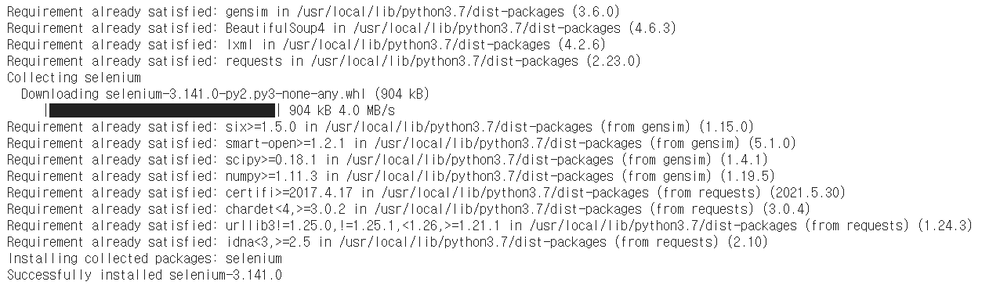 Requirement already satisfied: gensim in /usr/local/lib/python3.7/dist-packages (3.6.0)
Requirement already satisfied: BeautifulSoup4 in /usr/local/lib/python3.7/dist-packages (4.6.3)
Requirement already satisfied: lxml in /usr/local/lib/python3.7/dist-packages (4.2.6)
Requirement already satisfied: requests in /usr/local/lib/python3.7/dist-packages (2.23.0)
Collecting selenium
Downloading selenium-3.141.0-py2.py3-none-any.whl (904 kB)
|████████████████████████████████| 904 kB 4.0 MB/s
Requirement already satisfied: six>=1.5.0 in /usr/local/lib/python3.7/dist-packages (from gensim) (1.15.0)
Requirement already satisfied: smart-open>=1.2.1 in /usr/local/lib/python3.7/dist-packages (from gensim) (5.1.0)
Requirement already satisfied: scipy>=0.18.1 in /usr/local/lib/python3.7/dist-packages (from gensim) (1.4.1)
Requirement already satisfied: numpy>=1.11.3 in /usr/local/lib/python3.7/dist-packages (from gensim) (1.19.5)
Requirement already satisfied: certifi>=2017.4.17 in /usr/local/lib/python3.7/dist-packages (from requests) (2021.5.30)
Requirement already satisfied: chardet<4,>=3.0.2 in /usr/local/lib/python3.7/dist-packages (from requests) (3.0.4)
Requirement already satisfied: urllib3!=1.25.0,!=1.25.1,<1.26,>=1.21.1 in /usr/local/lib/python3.7/dist-packages (from requests) (1.24.3)
Requirement already satisfied: idna<3,>=2.5 in /usr/local/lib/python3.7/dist-packages (from requests) (2.10)
Installing collected packages: selenium
Successfully installed selenium-3.141.0